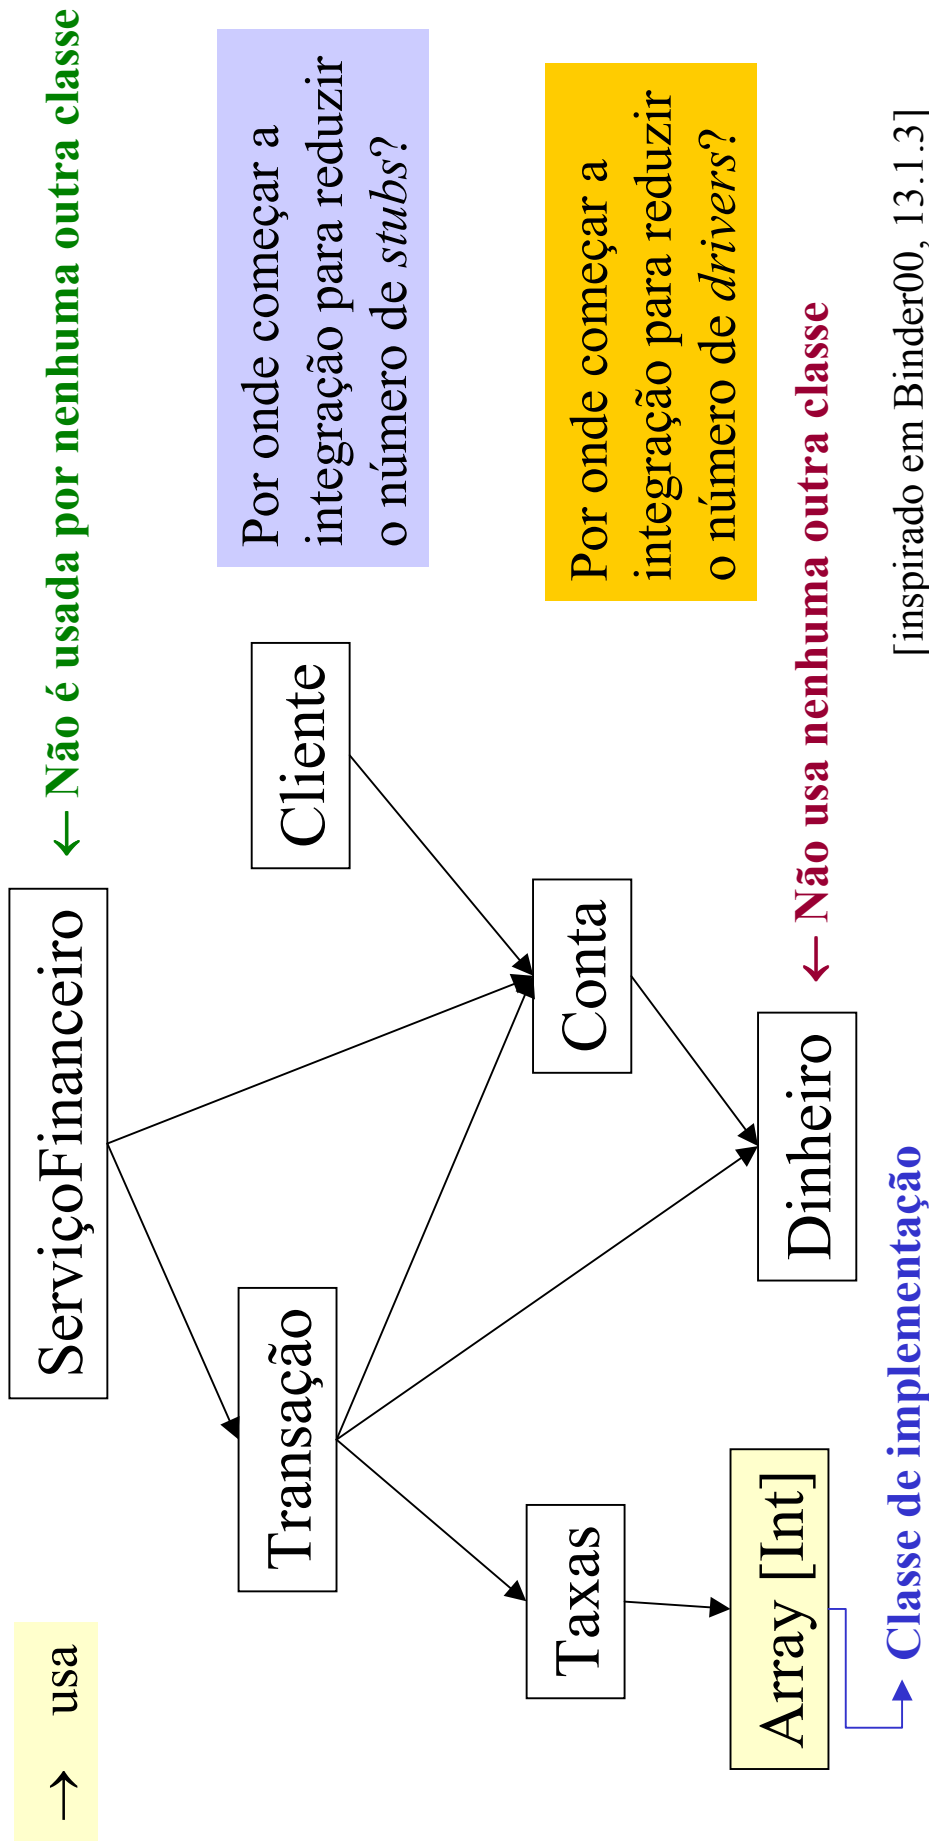 → usa
ServiçoFinanceiro
← Não é usada por nenhuma outra classe
Transação
Cliente
Por onde começar a
integração para reduzir
o número de stubs?
Taxas
Conta
Por onde começar a
integração para reduzir
o número de drivers?
Array [Int]
Dinheiro
← Não usa nenhuma outra classe
Classe de implementação
[inspirado em Binder00, 13.1.3]